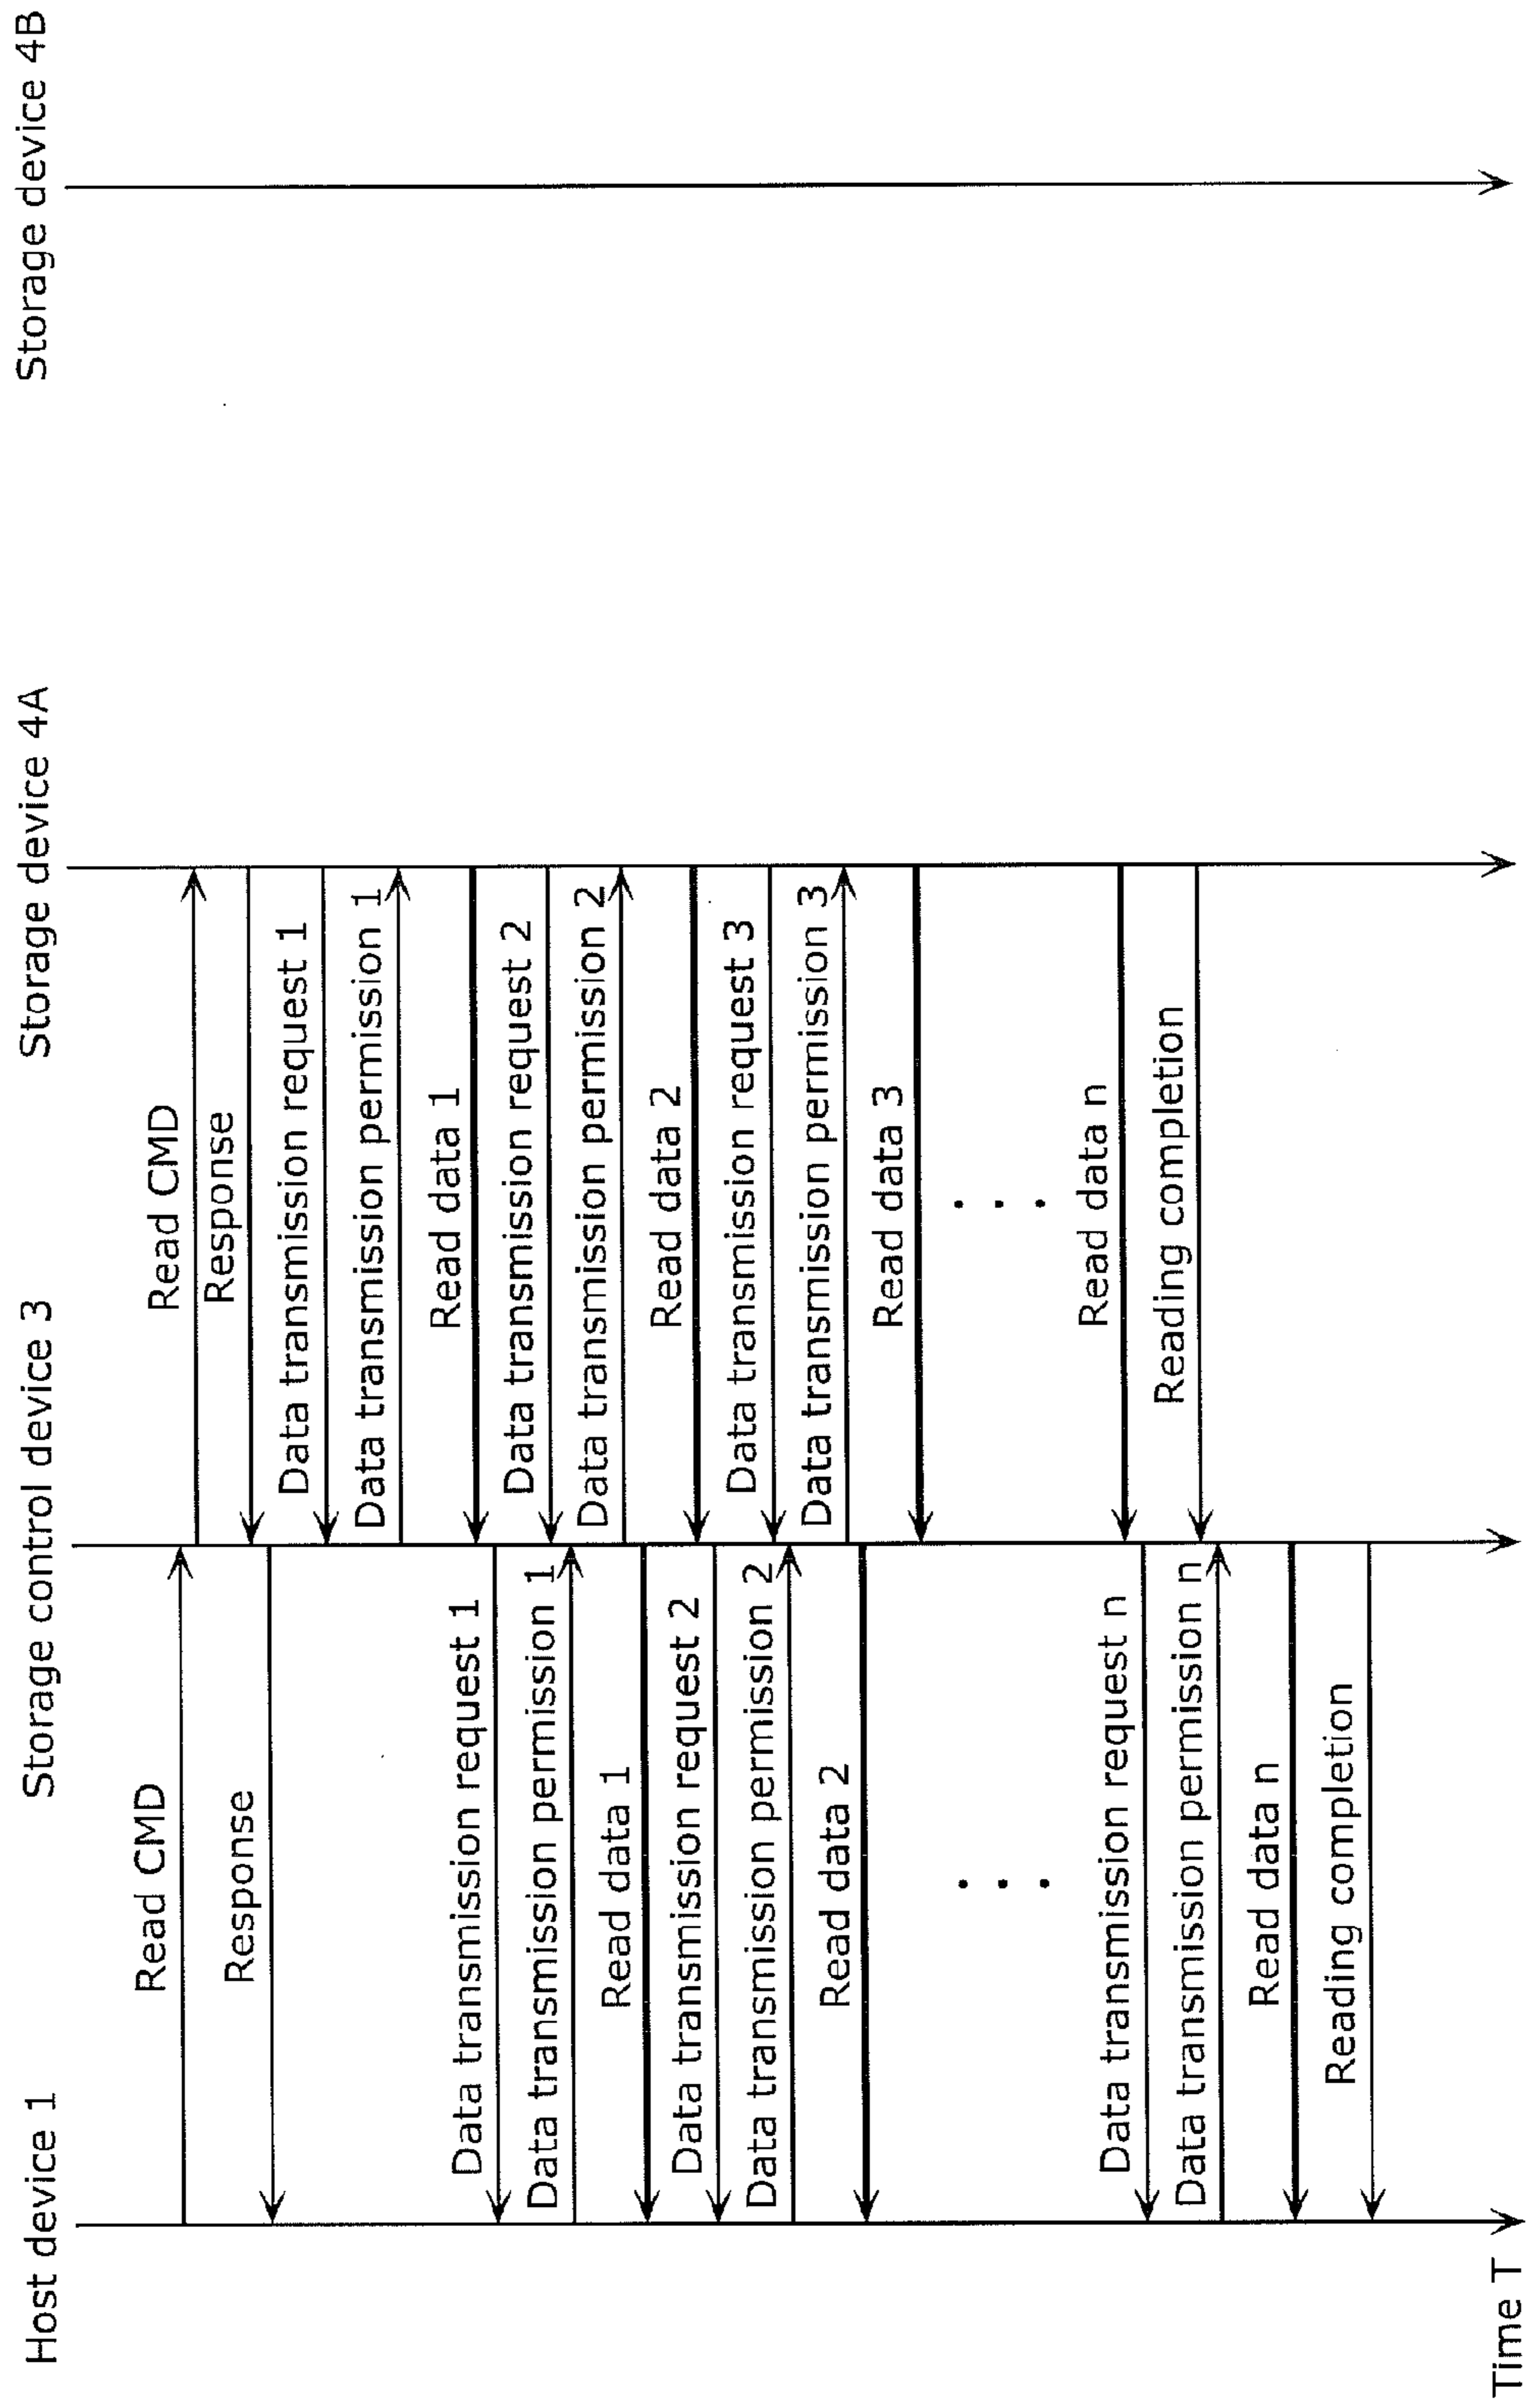 Host device 1
Storage control device 3
Storage device 4A
Storage device 4B
Read CMD
Read CMD
Response
Response
Data transmission request 1
Data transmission permission 1
Read data 1
Data transmission request 1
Data transmission request 2
Data transmission permission 1
Data transmission permission 2
Read data 1
Read data 2
Data transmission request 2
Data transmission request 3
Data transmission permission 2
Data transmission permission 3
Read data 2
Read data 3
. . .
. . .
Read data n
Data transmission request n
Reading completion
Data transmission permission n
Read data n
Reading completion
Time T